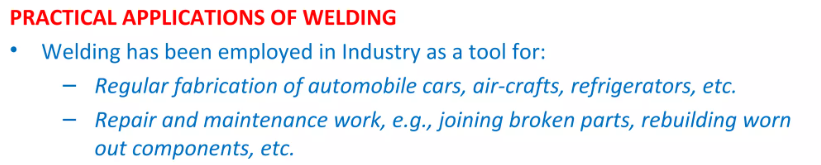 PRACTICAL APPLICATIONS OF WELDING
• Welding has been employed in Industry as a tool for:
– Regular fabrication of automobile cars, air-crafts, refrigerators, etc.
– Repair and maintenance work, e.g., joining broken parts, rebuilding worn
out components, etc.